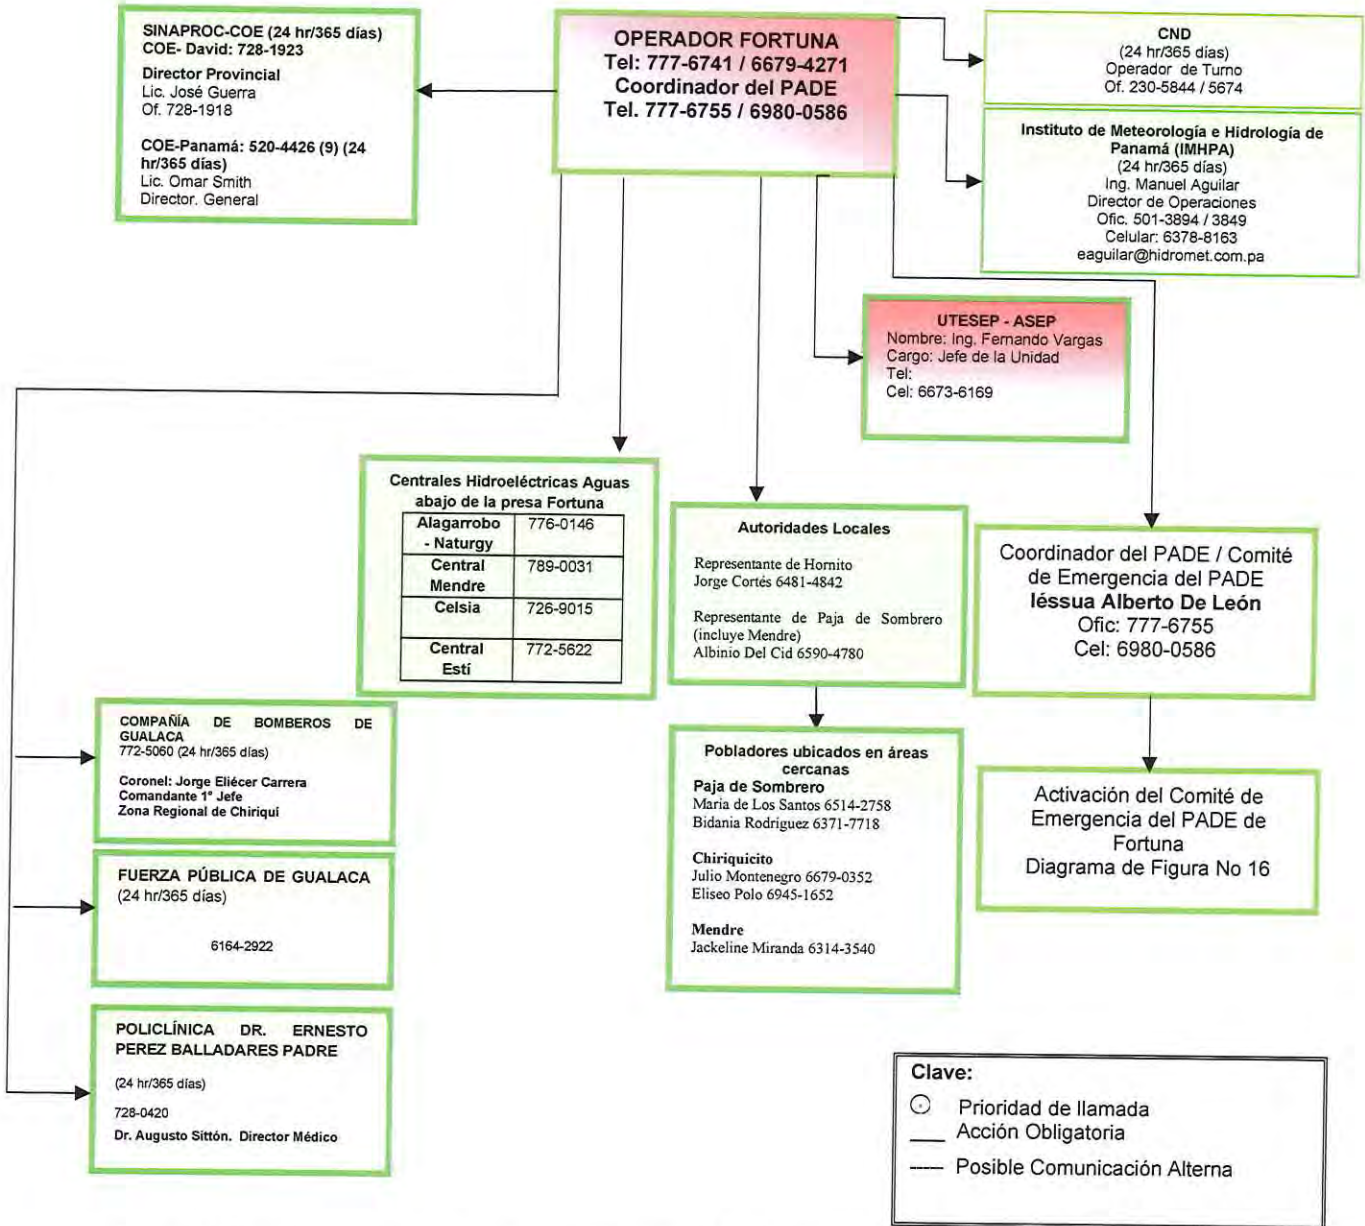 SINAPROC-COE (24 hr/365 días)
COE- David: 728-1923
Director Provincial
Lic. José Guerra
Of. 728-1918
COE-Panamá: 520-4426 (9) (24
hr/365 días)
Lic. Omar Smith
Director. General
OPERADOR FORTUNA
Tel: 777-6741 / 6679-4271
Coordinador del PADE
Tel. 777-6755 / 6980-0586
CND
(24 hr/365 días)
Operador de Turno
Of. 230-5844 / 5674
Instituto de Meteorología e Hidrología de
Panamá (IMHPA)
(24 hr/365 días)
Ing. Manuel Aguilar
Director de Operaciones
Ofic. 501-3894 / 3849
Celular: 6378-8163
eaguilar@hidromet.com.pa
UTESEP - ASEP
Nombre: Ing. Fernando Vargas
Cargo: Jefe de la Unidad
Tel:
Cel: 6673-6169
Centrales Hidroeléctricas Aguas
abajo de la presa Fortuna
Alagarrobo 776-0146
- Naturgy
Central 789-0031
Mendre
Celsia 726-9015
Central 772-5622
Estí
Autoridades Locales
Representante de Hornito
Jorge Cortés 6481-4842
Representante de Paja de Sombrero
(incluye Mendre)
Albinio Del Cid 6590-4780
Coordinador del PADE / Comité
de Emergencia del PADE
Iéssua Alberto De León
Ofic: 777-6755
Cel: 6980-0586
COMPAÑÍA DE BOMBEROS DE
GUALACA
772-5060 (24 hr/365 días)
Coronel: Jorge Eliécer Carrera
Comandante 1° Jefe
Zona Regional de Chiriquí
FUERZA PÚBLICA DE GUALACA
(24 hr/365 días)
6164-2922
POLICLÍNICA DR. ERNESTO
PEREZ BALLADARES PADRE
(24 hr/365 días)
728-0420
Dr. Augusto Sittón. Director Médico
Pobladores ubicados en áreas
cercanas
Paja de Sombrero
Maria de Los Santos 6514-2758
Bidania Rodríguez 6371-7718
Chiriquicito
Julio Montenegro 6679-0352
Eliseo Polo 6945-1652
Mendre
Jackeline Miranda 6314-3540
Activación del Comité de
Emergencia del PADE de
Fortuna
Diagrama de Figura No 16
Clave:
Prioridad de llamada
Acción Obligatoria
Posible Comunicación Alterna